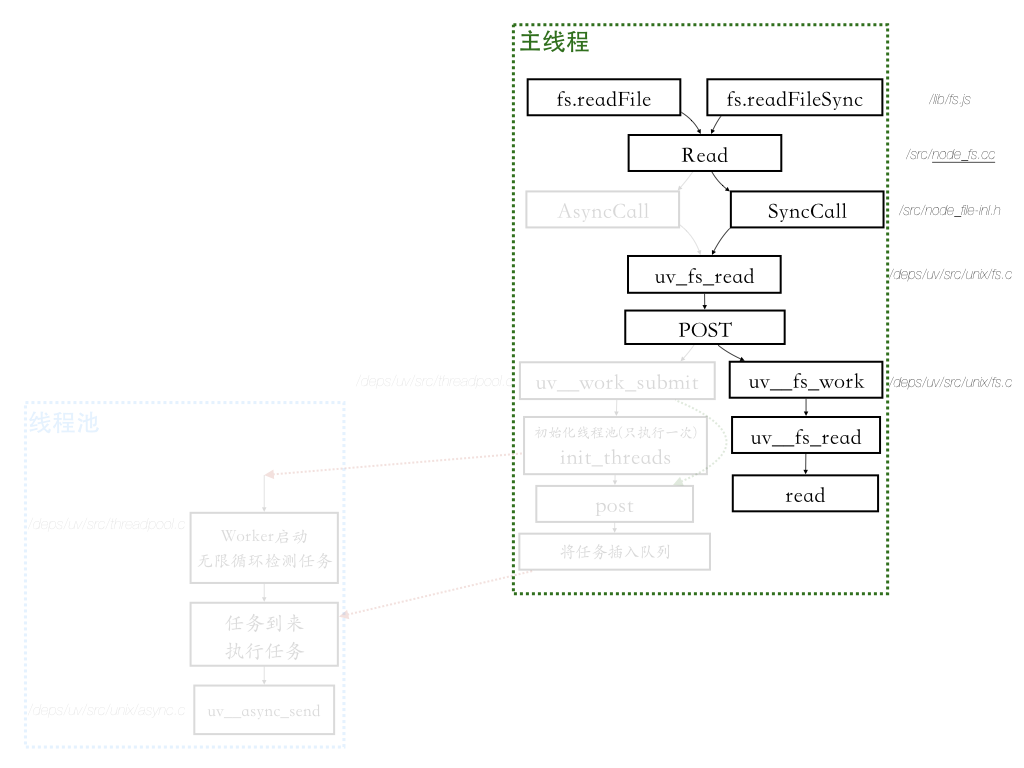 主线程
fs.readFile
fs.readFileSync
/lib/fs.js
Read
/src/node_fs.cc
AsyncCall
SyncCall
/src/node_file-inl.h
uv_fs_read
/deps/uv/src/unix/fs.c
POST
/deps/uv/src/threadpool.c
uv__work_submit
uv__fs_work
/deps/uv/src/unix/fs.c
线程池
初始化线程池(只执行一次)
init_threads
uv__fs_read
post
read
/deps/uv/src/threedpool.c
Worker启动
无限循环检测任务
将任务插入队列
任务到来
执行任务
/deps/uv/src/unix/async.c
uv__async_send